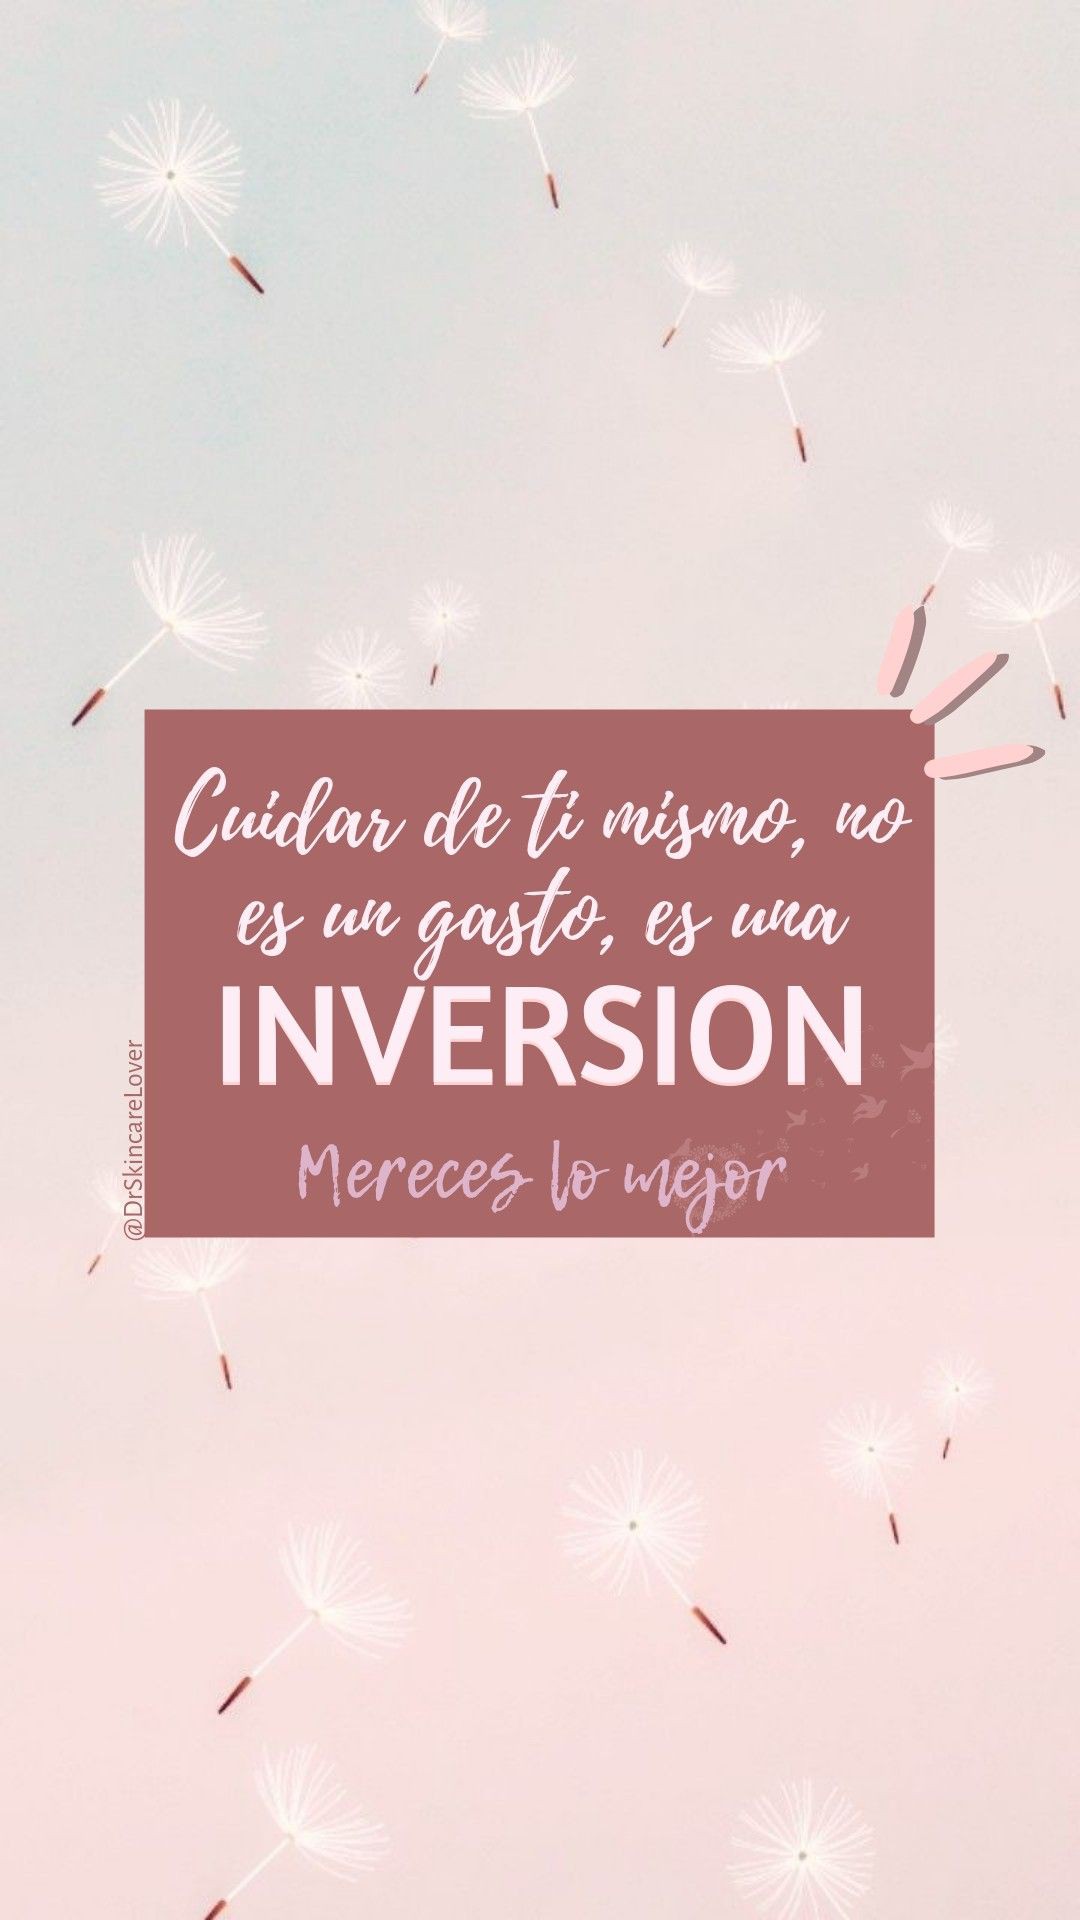 Cuidar de ti mismo, no
es un gasto, es una
INVERSION
Mereces lo mejor
@DrSkincareLover